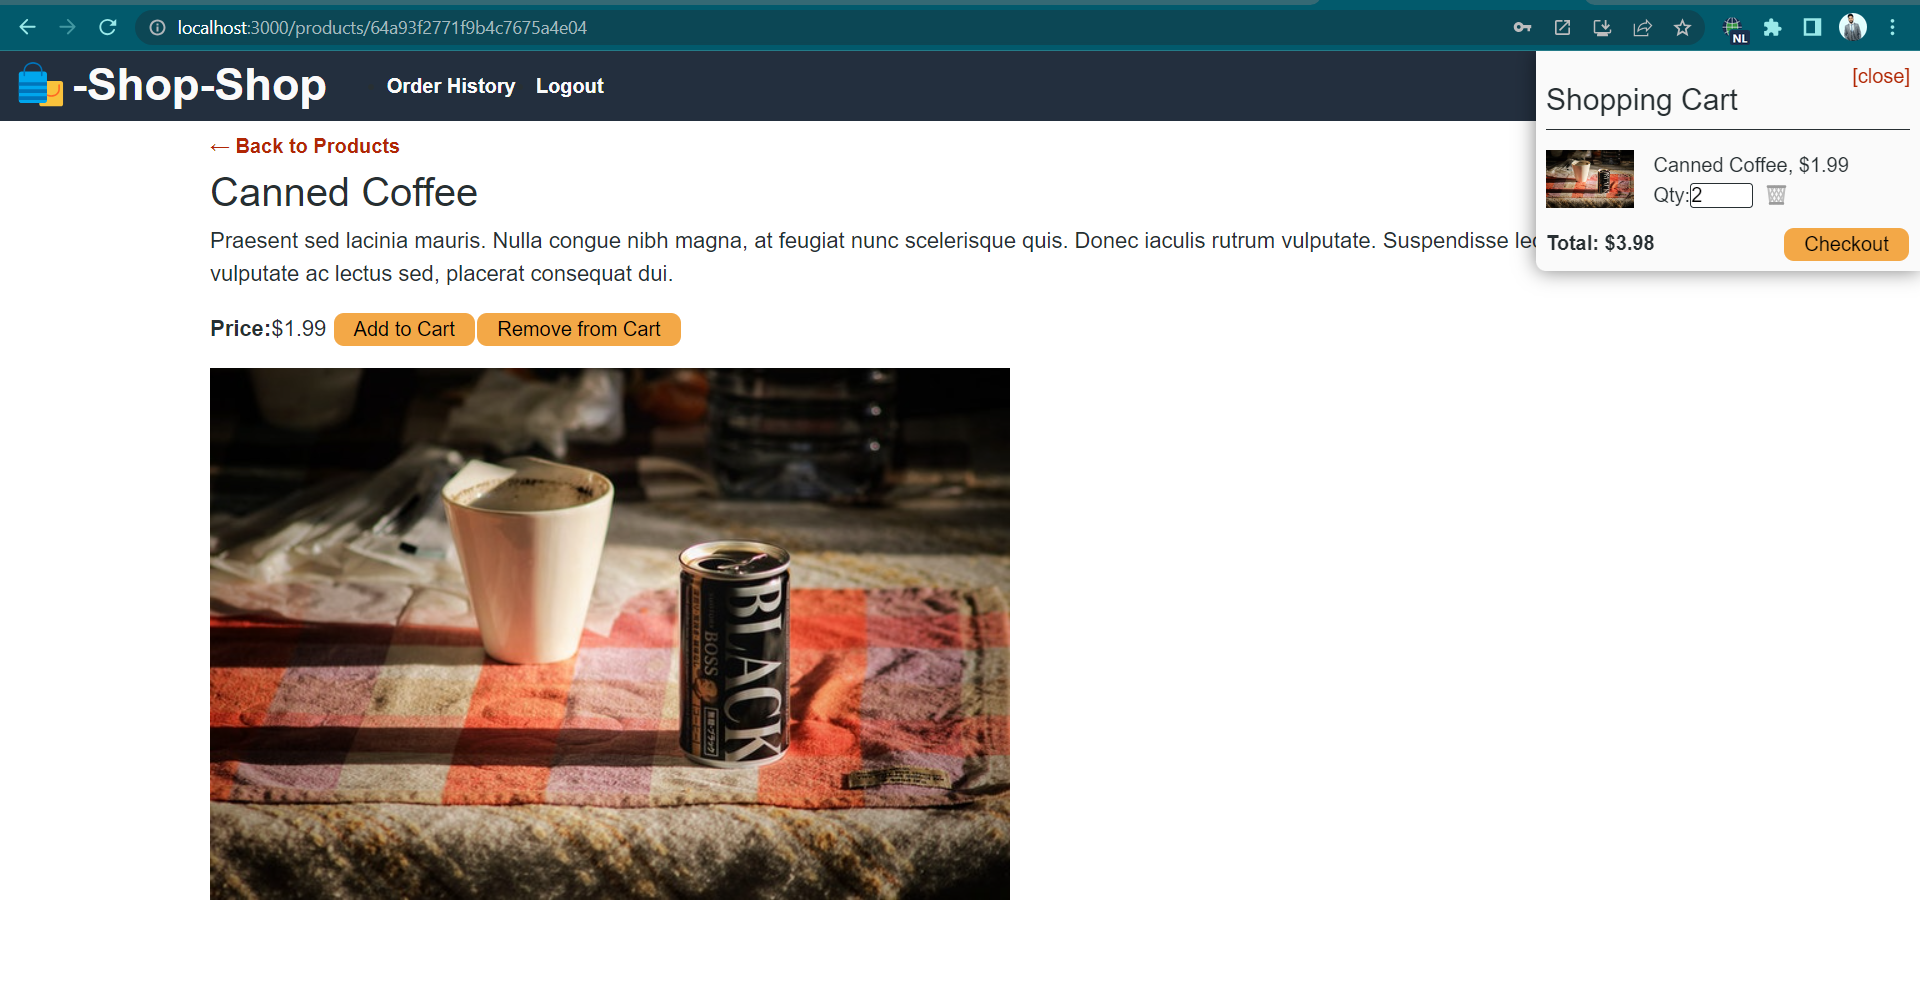 localhost:3000/products/64a93f2771f9b4c7675a4e04
NL
-Shop-Shop
Order History
Logout
[close]
Shopping Cart
Canned Coffee, $1.99
Qty:2
Total: $3.98
Checkout
← Back to Products
Canned Coffee
Praesent sed lacinia mauris. Nulla congue nibh magna, at feugiat nunc scelerisque quis. Donec iaculis rutrum vulputate. Suspendisse
vulputate ac lectus sed, placerat consequat dui.
Price:$1.99
Add to Cart
Remove from Cart
BLACK
BOSS